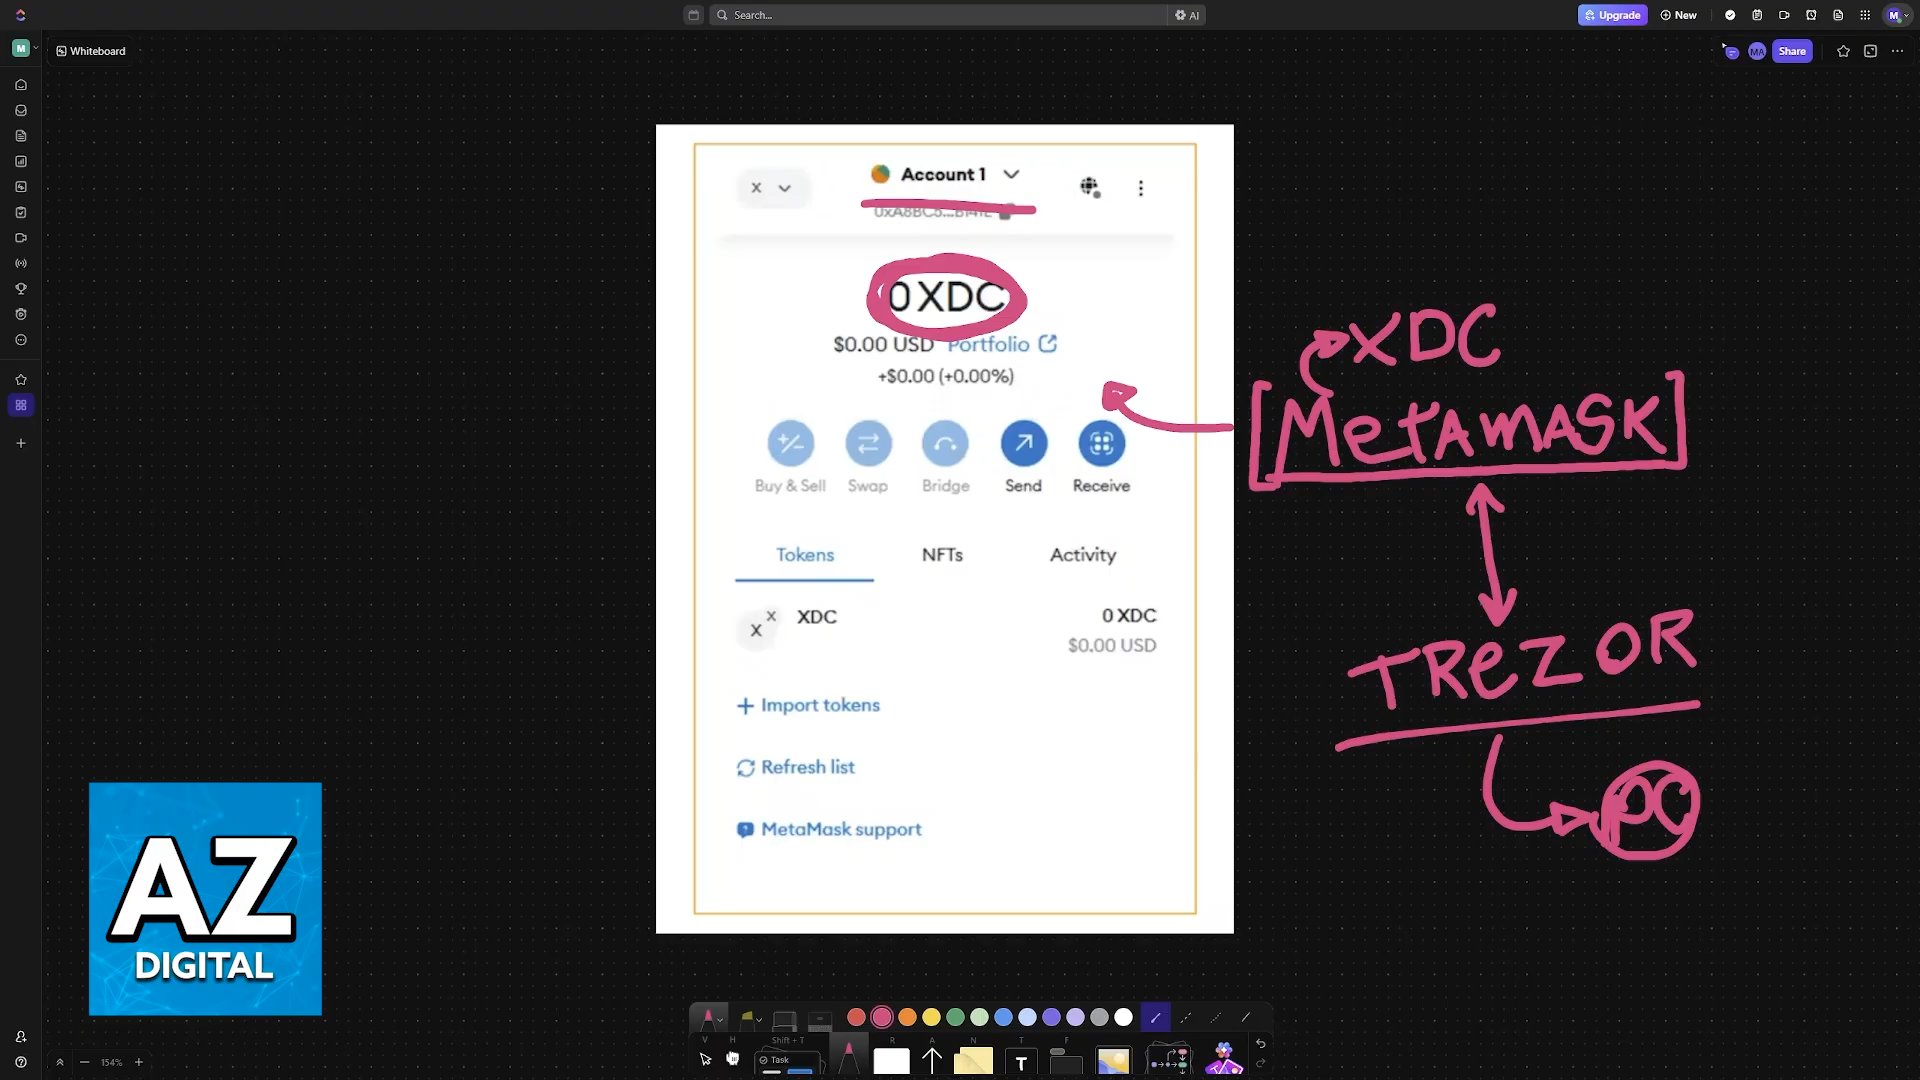 Search...
AI
Upgrade
New
M
M
Whiteboard
MA
Share
X
Account 1
0 XDC
$0.00 USD Portfolio
+$0.00 (+0.00%)
Buy & Sell
Swap
Bridge
Send
Receive
Tokens
NFTs
Activity
X
X
XDC
0 XDC
$0.00 USD
+ Import tokens
Refresh list
MetaMask support
XDC
[MetAmASK]
TReZOR
PC
AZ
DIGITAL
V
H
Shift + T
R
A
N
T
F
Task
T
154%